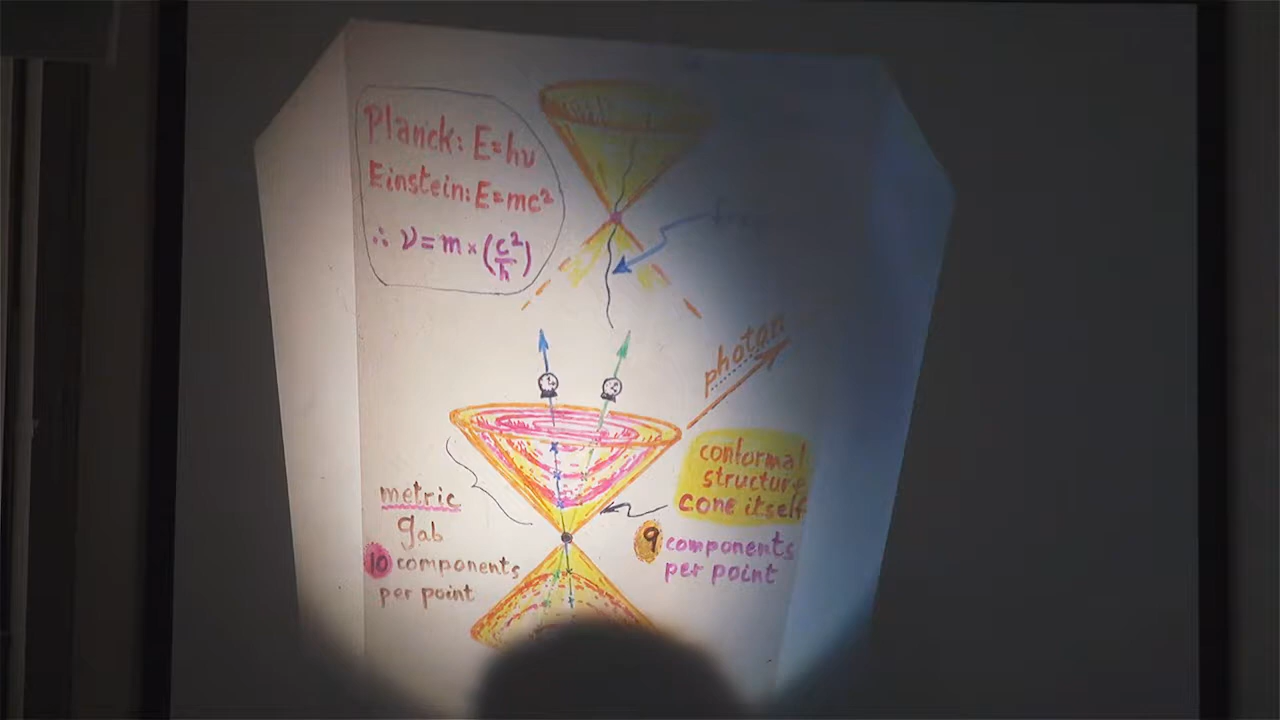 Planck: E=hν
Einstein: E=mc²
∴ ν=m×(c²/h)
photon
metric
gab
10 components
per point
conformal
structure
cone itself
9 components
per point